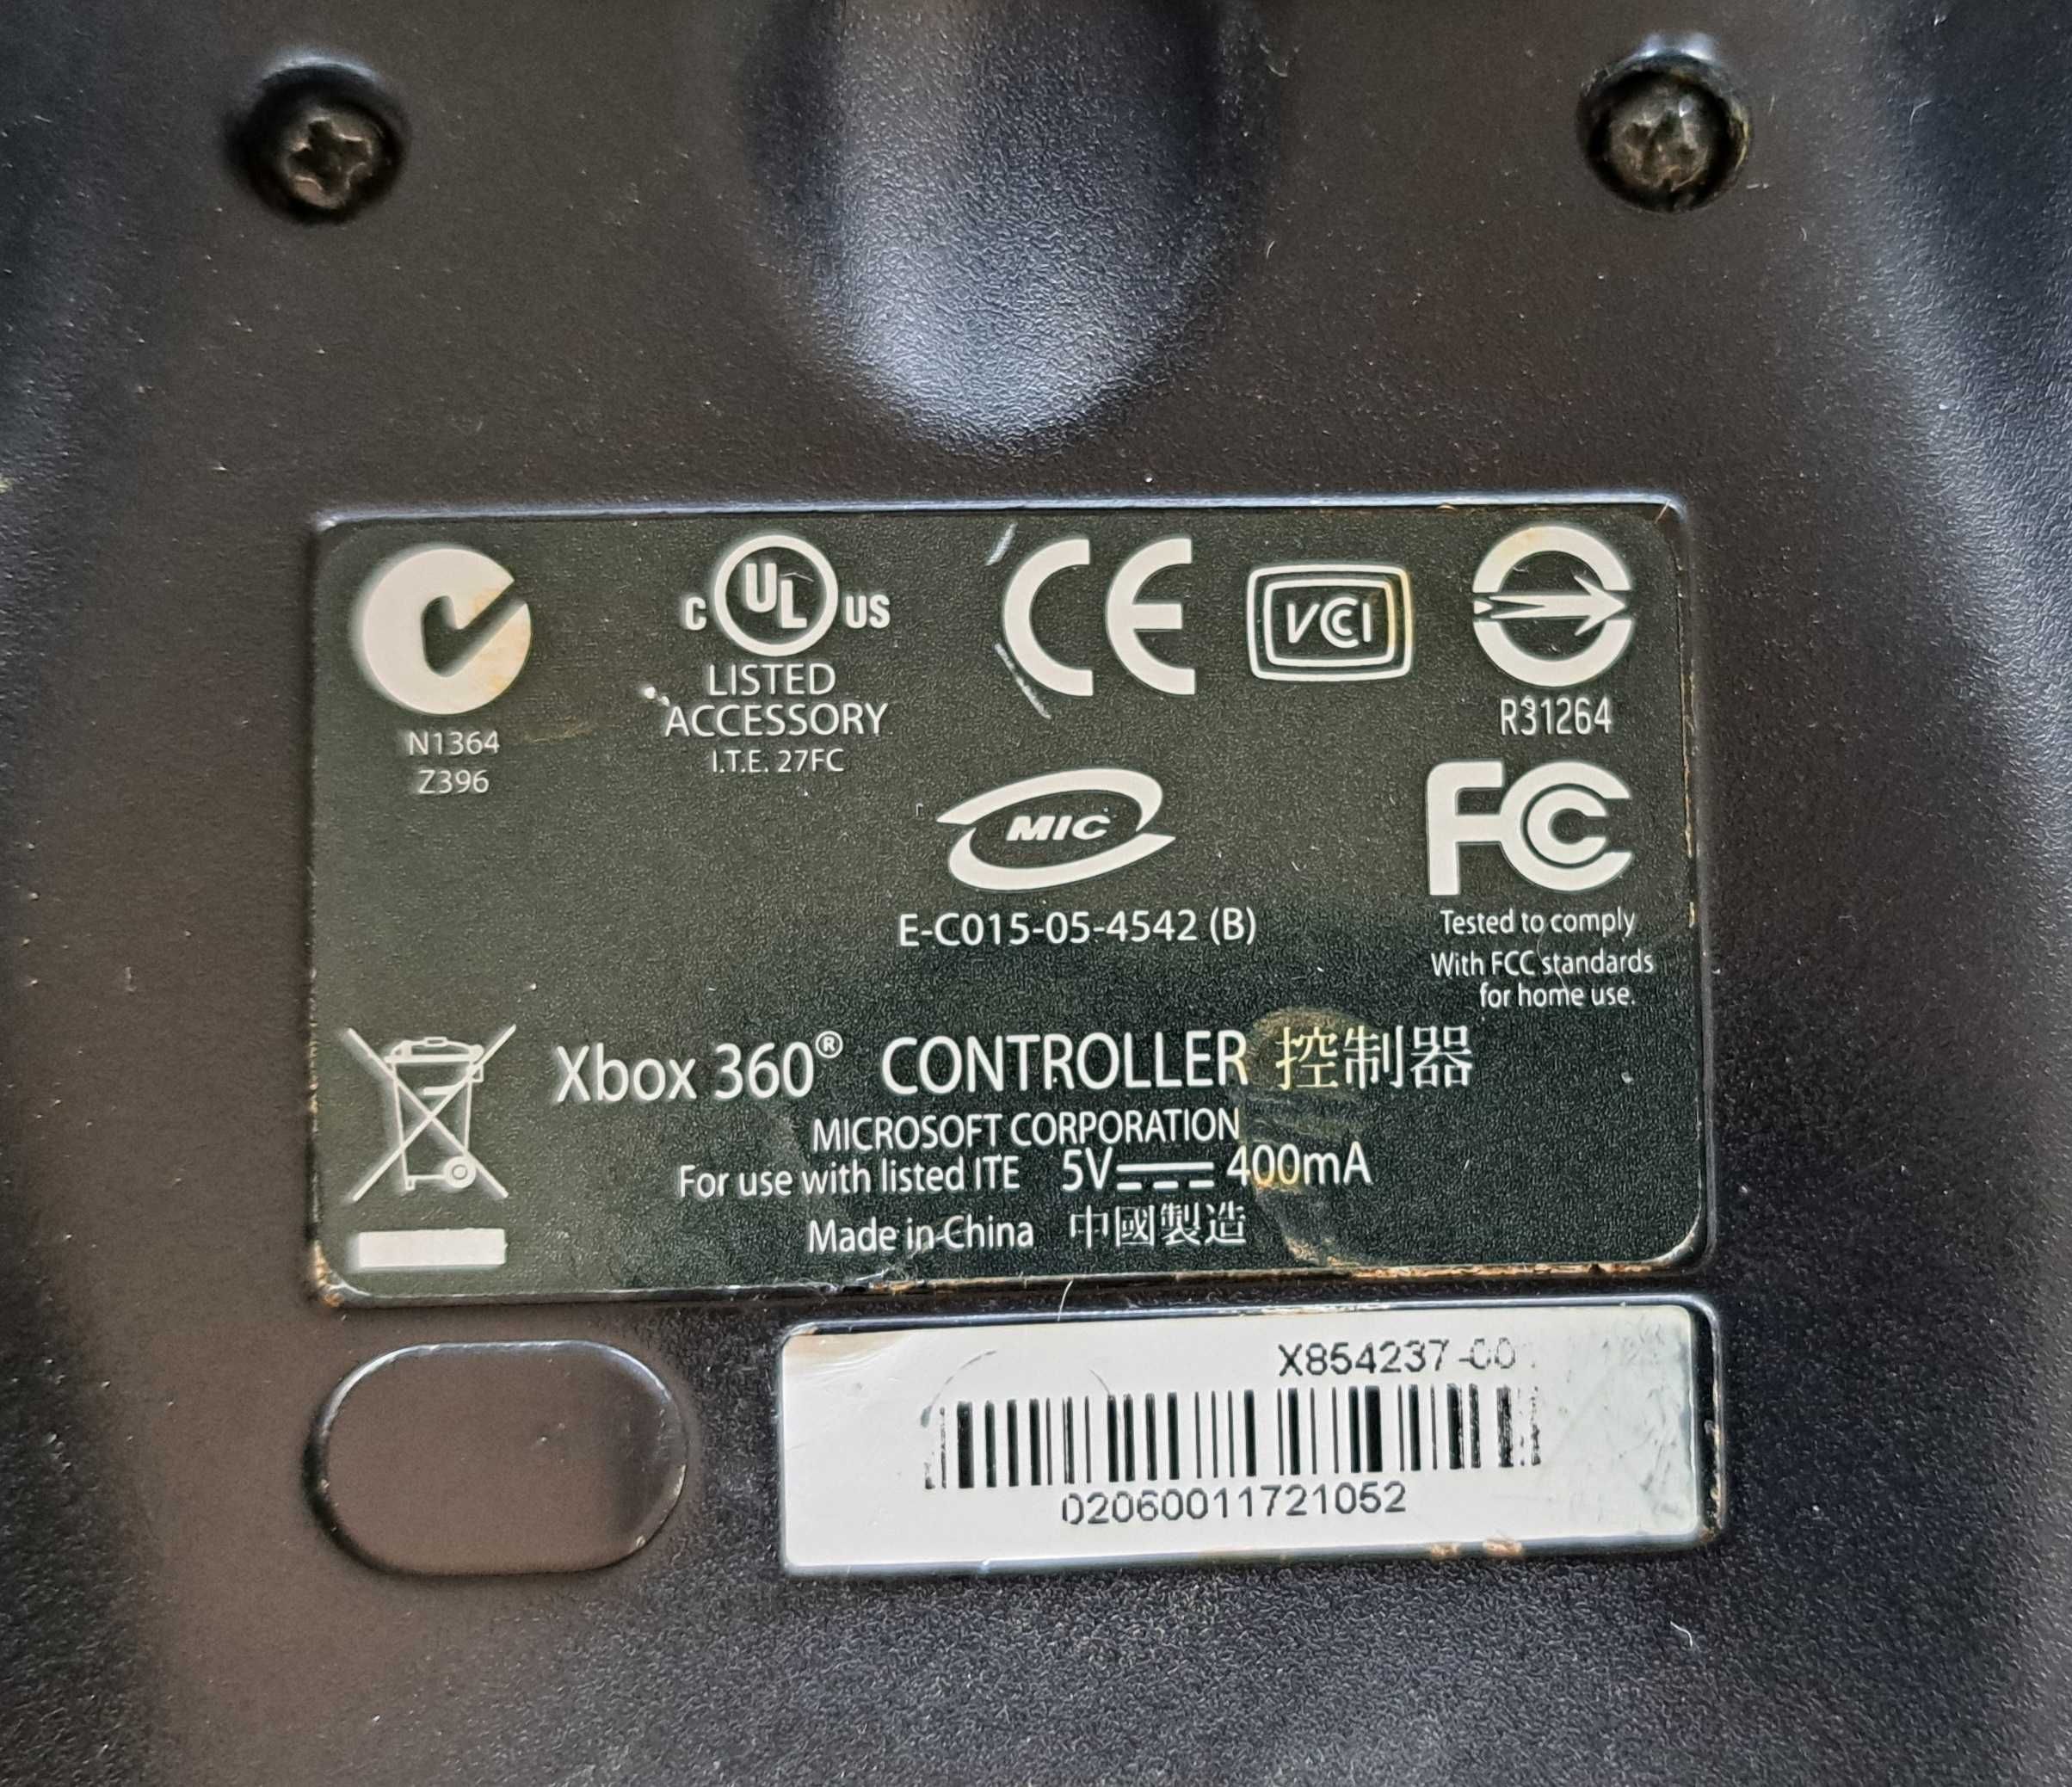 C UL US
CE
VCCI
LISTED
ACCESSORY
I.T.E. 27FC
N1364
Z396
R31264
MIC
FC
E-C015-05-4542 (B)
Tested to comply
With FCC standards
for home use.
Xbox 360® CONTROLLER 控制器
MICROSOFT CORPORATION
For use with listed ITE 5V⎓400mA
Made in China 中國製造
X854237-00
02060011721052